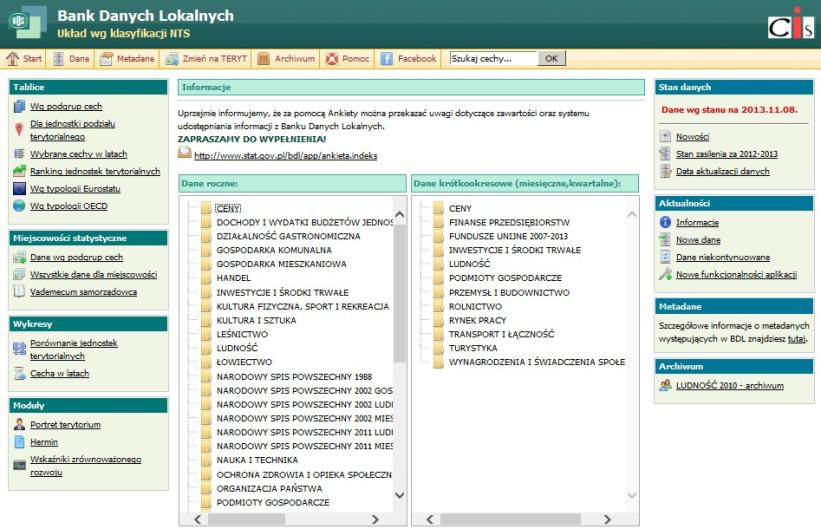 GUS
Bank Danych Lokalnych
Układ wg klasyfikacji NTS
CIS
Start
Dane
Metadane
Zmień na TERYT
Archiwum
Pomoc
Facebook
Szukaj cechy...
OK
Tablice
Wg podgrup cech
Dla jednostki podziału
terytorialnego
Wybrane cechy w latach
Ranking jednostek terytorialnych
Wg typologii Eurostatu
Wg typologii OECD
Miejscowości statystyczne
Dane wg podgrup cech
Wszystkie dane dla miejscowości
Vademecum samorządowca
Wykresy
Porównanie jednostek
terytorialnych
Cecha w latach
Moduły
Portret terytorium
Hermin
Wskaźniki zrównoważonego
rozwoju
Informacje
Uprzejmie informujemy, że za pomocą Ankiety można przekazać uwagi dotyczące zawartości oraz systemu
udostępniania informacji z Banku Danych Lokalnych.
ZAPRASZAMY DO WYPEŁNIENIA!
http://www.stat.gov.pl/bdl/app/ankieta.indeks
Dane roczne:
CENY
DOCHODY I WYDATKI BUDŻETÓW JEDNOS
DZIAŁALNOŚĆ GASTRONOMICZNA
GOSPODARKA KOMUNALNA
GOSPODARKA MIESZKANIOWA
HANDEL
INWESTYCJE I ŚRODKI TRWAŁE
KULTURA FIZYCZNA, SPORT I REKREACJA
KULTURA I SZTUKA
LEŚNICTWO
LUDNOŚĆ
ŁOWIECTWO
NARODOWY SPIS POWSZECHNY 1988
NARODOWY SPIS POWSZECHNY 2002 GOS
NARODOWY SPIS POWSZECHNY 2002 LUDI
NARODOWY SPIS POWSZECHNY 2002 MIES
NARODOWY SPIS POWSZECHNY 2011 LUDI
NARODOWY SPIS POWSZECHNY 2011 MIES
NAUKA I TECHNIKA
OCHRONA ZDROWIA I OPIEKA SPOŁECZN
ORGANIZACJA PAŃSTWA
PODMIOTY GOSPODARCZE
Dane krótkookresowe (miesięczne,kwartalne):
CENY
FINANSE PRZEDSIĘBIORSTW
FUNDUSZE UNIJNE 2007-2013
INWESTYCJE I ŚRODKI TRWAŁE
LUDNOŚĆ
PODMIOTY GOSPODARCZE
PRZEMYSŁ I BUDOWNICTWO
ROLNICTWO
RYNEK PRACY
TRANSPORT I ŁĄCZNOŚĆ
TURYSTYKA
WYNAGRODZENIA I ŚWIADCZENIA SPOŁE
Stan danych
Dane wg stanu na 2013.11.08.
Nowości
Stan zasilenia za 2012-2013
Data aktualizacji danych
Aktualności
Informacje
Nowe dane
Dane niekontynuowane
Nowe funkcjonalności aplikacji
Metadane
Szczegółowe informacje o metadanych
występujących w BDL znajdziesz tutaj.
Archiwum
LUDNOŚĆ 2010 - archiwum